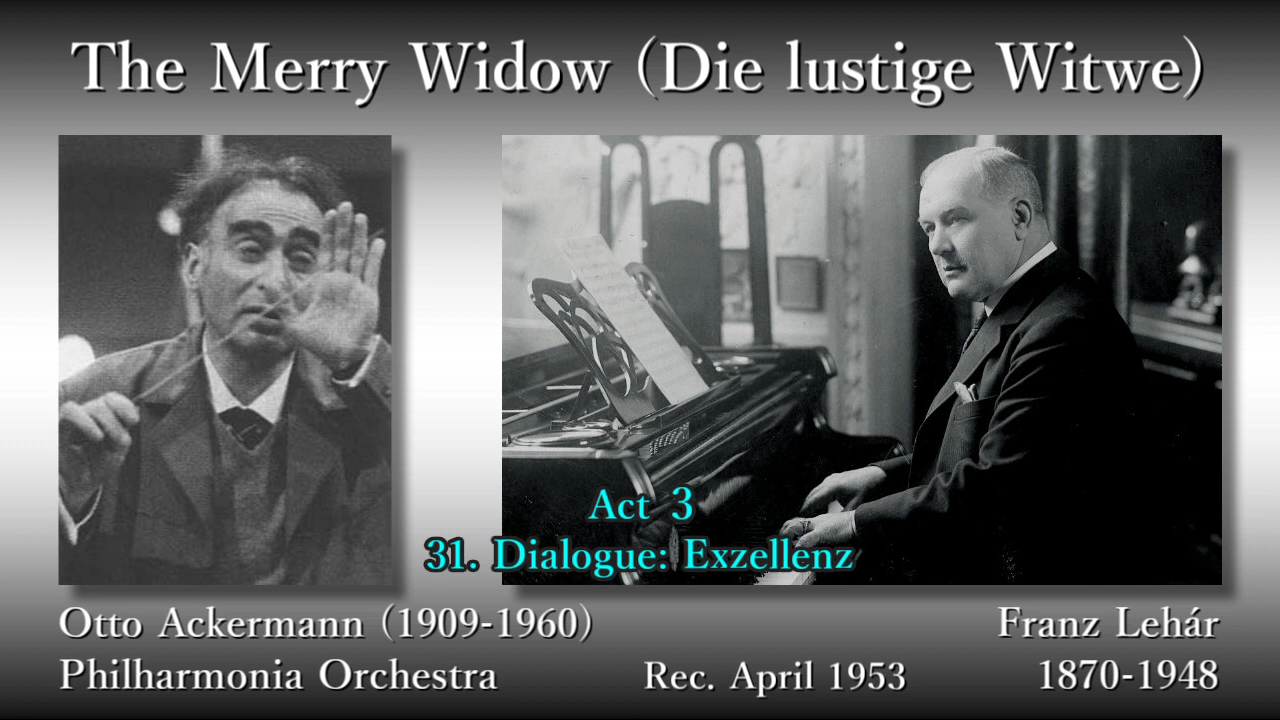 The Merry Widow (Die lustige Witwe)
Act 3
31. Dialogue: Exzellenz
Otto Ackermann (1909-1960)
Philharmonia Orchestra
Rec. April 1953
Franz Lehár
1870-1948